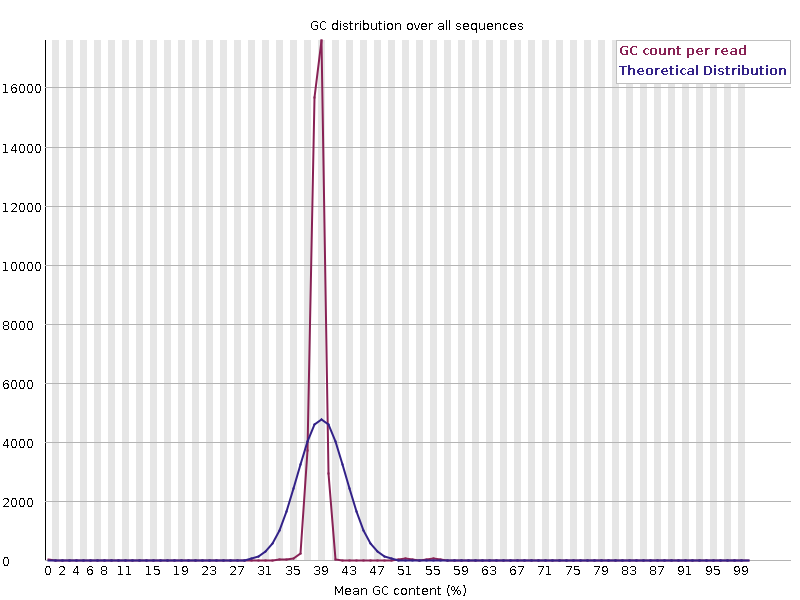 GC distribution over all sequences
GC count per read
Theoretical Distribution
16000
14000
12000
10000
8000
6000
4000
2000
0
0 2 4 6 8 11 15 19 23 27 31 35 39 43 47 51 55 59 63 67 71 75 79 83 87 91 95 99
Mean GC content (%)